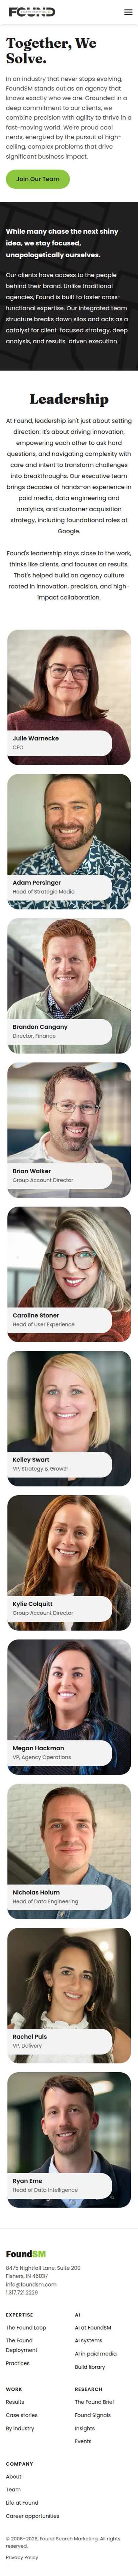 FOUND
Together, We
Solve.
In an industry that never stops evolving,
FoundSM stands out as an agency that
knows exactly who we are. Grounded in a
deep commitment to our clients, we
combine precision with agility to thrive in a
fast-moving world. We're proud cool
nerds, energized by the pursuit of high-
calling, complex problems that drive
significant business impact.
Join Our Team
While many chase the next shiny
idea, we stay focused,
unapologetically ourselves.
Our clients have access to the people
behind their brand. Unlike traditional
agencies, Found is built to foster cross-
functional expertise. Our integrated team
structure breaks down silos and acts as a
catalyst for client-focused strategy, deep
analysis, and results-driven execution.
Leadership
At Found, leadership isn't just about setting
direction: it's about driving innovation,
empowering each other to ask hard
questions, and navigating complexity with
care and intent to transform challenges
into breakthroughs. Our executive team
brings decades of hands-on experience in
paid media, data engineering and
analytics, and customer acquisition
strategy, including foundational roles at
Google.
Found's leadership stays close to the work,
thinks like clients, and focuses on results.
That's helped build an agency culture
rooted in innovation, precision, and high-
impact collaboration.
Julie Warnecke
CEO
Adam Persinger
Head of Strategic Media
Brandon Cangany
Director, Finance
Brian Walker
Group Account Director
Caroline Stoner
Head of User Experience
Kelley Swart
VP, Strategy & Growth
Kylie Colquitt
Group Account Director
Megan Hackman
VP, Agency Operations
Nicholas Hoium
Head of Data Engineering
Rachel Puls
VP, Delivery
Ryan Eme
Head of Data Intelligence
FoundSM
11475 Nightfall Lane, Suite 200
Fishers, IN 46037
info@foundsm.com
1.317.721.2229
EXPERTISE
The Found Loop
The Found
Deployment
Practices
AI
AI at FoundSM
AI systems
AI in paid media
Build library
WORK
Results
Case stories
By industry
RESEARCH
The Found Brief
Found Signals
Insights
Events
COMPANY
About
Team
Life at Found
Career opportunities
© 2006–2026, Found Search Marketing. All rights
reserved.
Privacy Policy